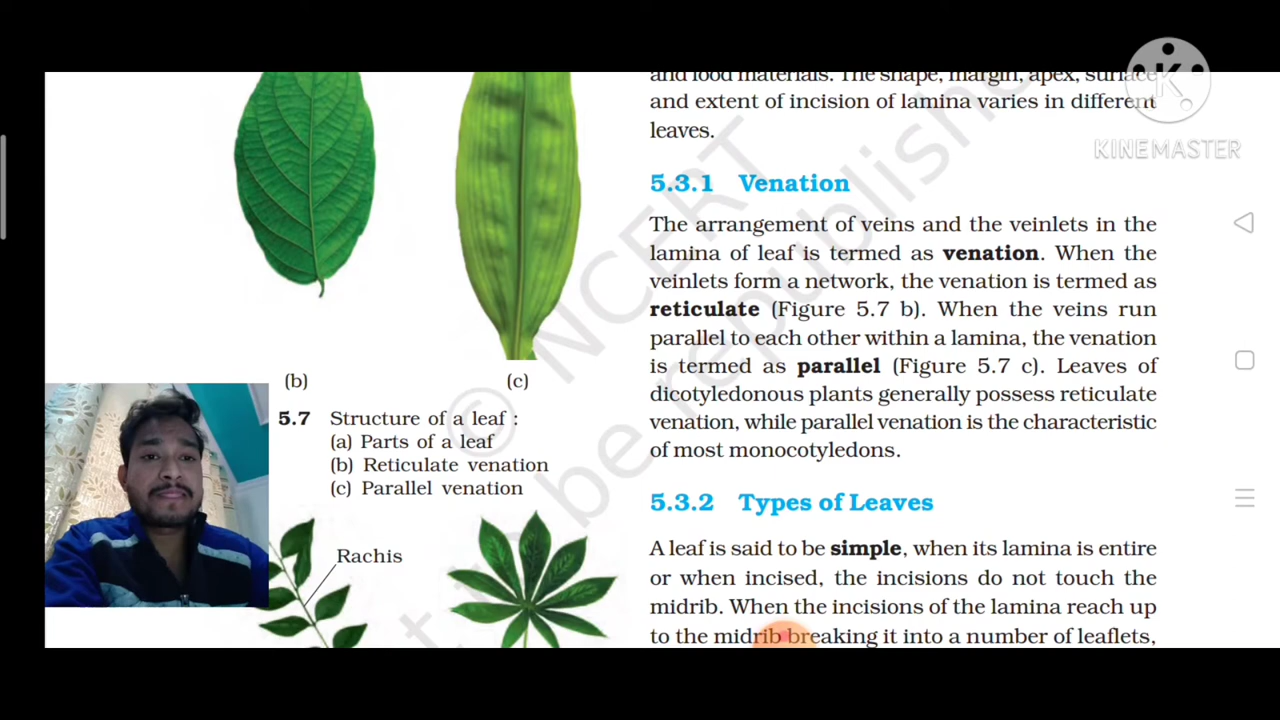 and food materials. The shape, margin, apex, surface
and extent of incision of lamina varies in different
leaves.
KINEMASTER
5.3.1 Venation
The arrangement of veins and the veinlets in the
lamina of leaf is termed as venation. When the
veinlets form a network, the venation is termed as
reticulate (Figure 5.7 b). When the veins run
parallel to each other within a lamina, the venation
is termed as parallel (Figure 5.7 c). Leaves of
dicotyledonous plants generally possess reticulate
venation, while parallel venation is the characteristic
of most monocotyledons.
5.3.2 Types of Leaves
A leaf is said to be simple, when its lamina is entire
or when incised, the incisions do not touch the
midrib. When the incisions of the lamina reach up
to the midrib breaking it into a number of leaflets,
(b)
(c)
5.7 Structure of a leaf :
(a) Parts of a leaf
(b) Reticulate venation
(c) Parallel venation
Rachis
© NCERT
be republished